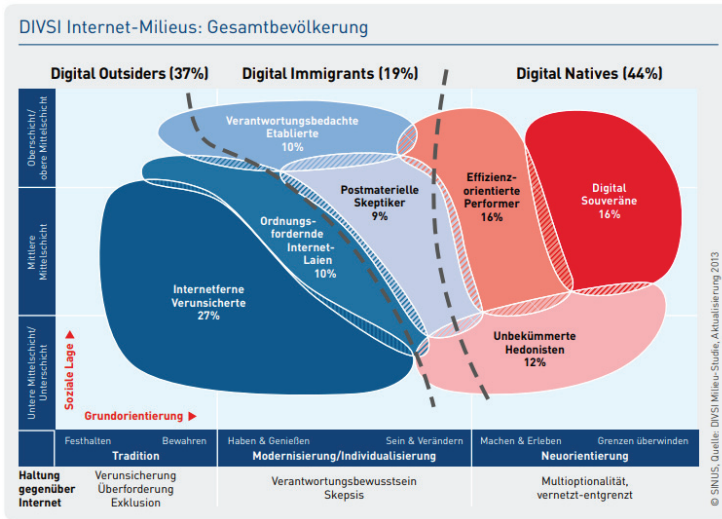 DIVSI Internet-Milieus: Gesamtbevölkerung
Digital Outsiders (37%)
Digital Immigrants (19%)
Digital Natives (44%)
Oberschicht/
obere Mittelschicht
Mittlere
Mittelschicht
Untere Mittelschicht/
Unterschicht
Soziale Lage ▶
Grundorientierung ▶
Verantwortungsbedachte
Etablierte
10%
Postmaterielle
Skeptiker
9%
Ordnungs-
fordernde
Internet-
Laien
10%
Internetferne
Verunsicherte
27%
Effizienz-
orientierte
Performer
16%
Digital
Souveräne
16%
Unbekümmerte
Hedonisten
12%
Festhalten
Bewahren
Tradition
Haben & Genießen
Sein & Verändern
Modernisierung/Individualisierung
Machen & Erleben
Grenzen überwinden
Neuorientierung
Haltung
gegenüber
Internet
Verunsicherung
Überforderung
Exklusion
Verantwortungsbewusstsein
Skepsis
Multioptionalität,
vernetzt-entgrenzt
© SINUS, Quelle: DIVSI Milieu-Studie, Aktualisierung 2013